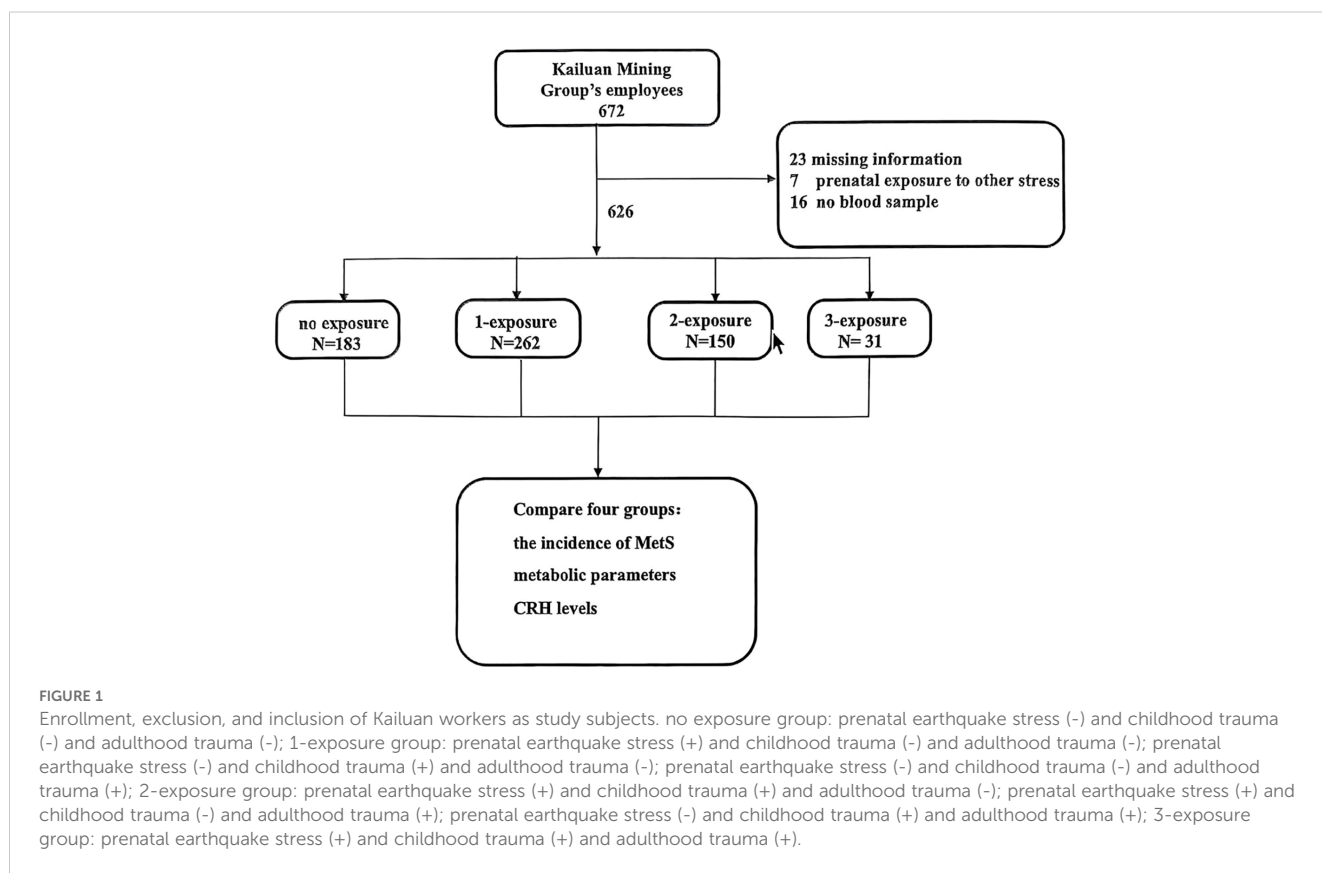 Kailuan Mining
Group's employees
672
23 missing information
7 prenatal exposure to other stress
16 no blood sample
626
no exposure
N=183
1-exposure
N=262
2-exposure
N=150
3-exposure
N= 31
Compare four groups:
the incidence of MetS
metabolic parameters
CRH levels
FIGURE 1
Enrollment, exclusion, and inclusion of Kailuan workers as study subjects. no exposure group: prenatal earthquake stress (-) and childhood trauma
(-) and adulthood trauma (-); 1-exposure group: prenatal earthquake stress (+) and childhood trauma (-) and adulthood trauma (-); prenatal
earthquake stress (-) and childhood trauma (+) and adulthood trauma (-); prenatal earthquake stress (-) and childhood trauma (-) and adulthood
trauma (+); 2-exposure group: prenatal earthquake stress (+) and childhood trauma (+) and adulthood trauma (-); prenatal earthquake stress (+) and
childhood trauma (-) and adulthood trauma (+); prenatal earthquake stress (-) and childhood trauma (+) and adulthood trauma (+); 3-exposure
group: prenatal earthquake stress (+) and childhood trauma (+) and adulthood trauma (+).